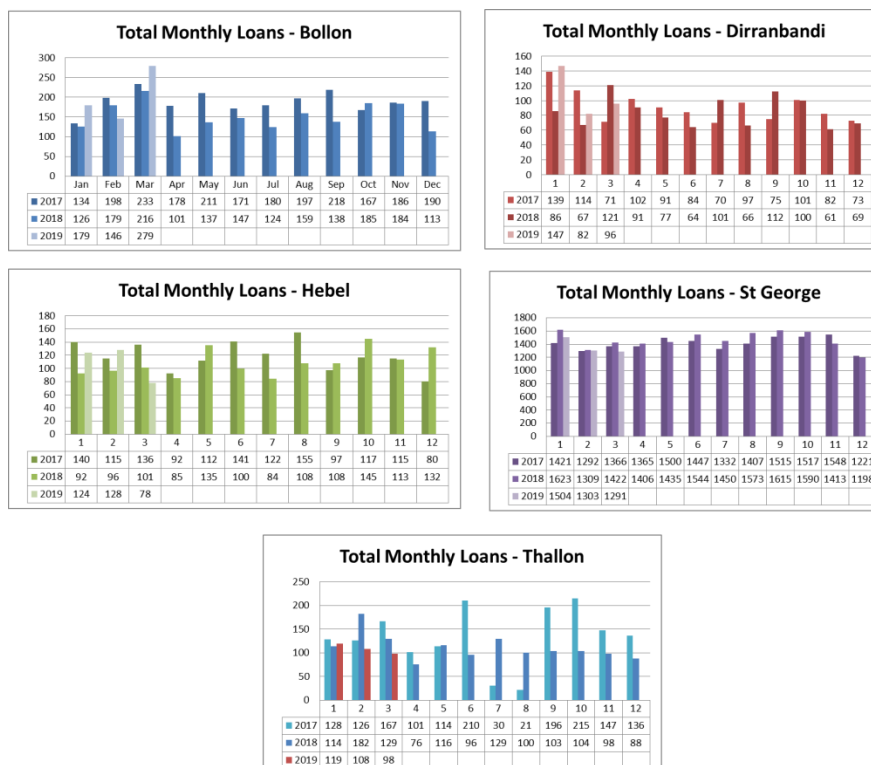 Total Monthly Loans - Bollon
300
250
200
150
100
50
0
Jan Feb Mar Apr May Jun Jul Aug Sep Oct Nov Dec
2017 134 198 233 178 211 171 180 197 218 167 186 190
2018 126 179 216 101 137 147 124 159 138 185 184 113
2019 179 146 279
Total Monthly Loans - Dirranbandi
160
140
120
100
80
60
40
20
0
1 2 3 4 5 6 7 8 9 10 11 12
2017 139 114 71 102 91 84 70 97 75 101 82 73
2018 86 67 121 91 77 64 101 66 112 100 61 69
2019 147 82 96
Total Monthly Loans - Hebel
180
160
140
120
100
80
60
40
20
0
1 2 3 4 5 6 7 8 9 10 11 12
2017 140 115 136 92 112 141 122 155 97 117 115 80
2018 92 96 101 85 135 100 84 108 108 145 113 132
2019 124 128 78
Total Monthly Loans - St George
1800
1600
1400
1200
1000
800
600
400
200
0
1 2 3 4 5 6 7 8 9 10 11 12
2017 1421 1292 1366 1365 1500 1447 1332 1407 1515 1517 1548 1221
2018 1623 1309 1422 1406 1435 1544 1450 1573 1615 1590 1413 1198
2019 1504 1303 1291
Total Monthly Loans - Thallon
250
200
150
100
50
0
1 2 3 4 5 6 7 8 9 10 11 12
2017 128 126 167 101 114 210 30 21 196 215 147 136
2018 114 182 129 76 116 96 129 100 103 104 98 88
2019 119 108 98